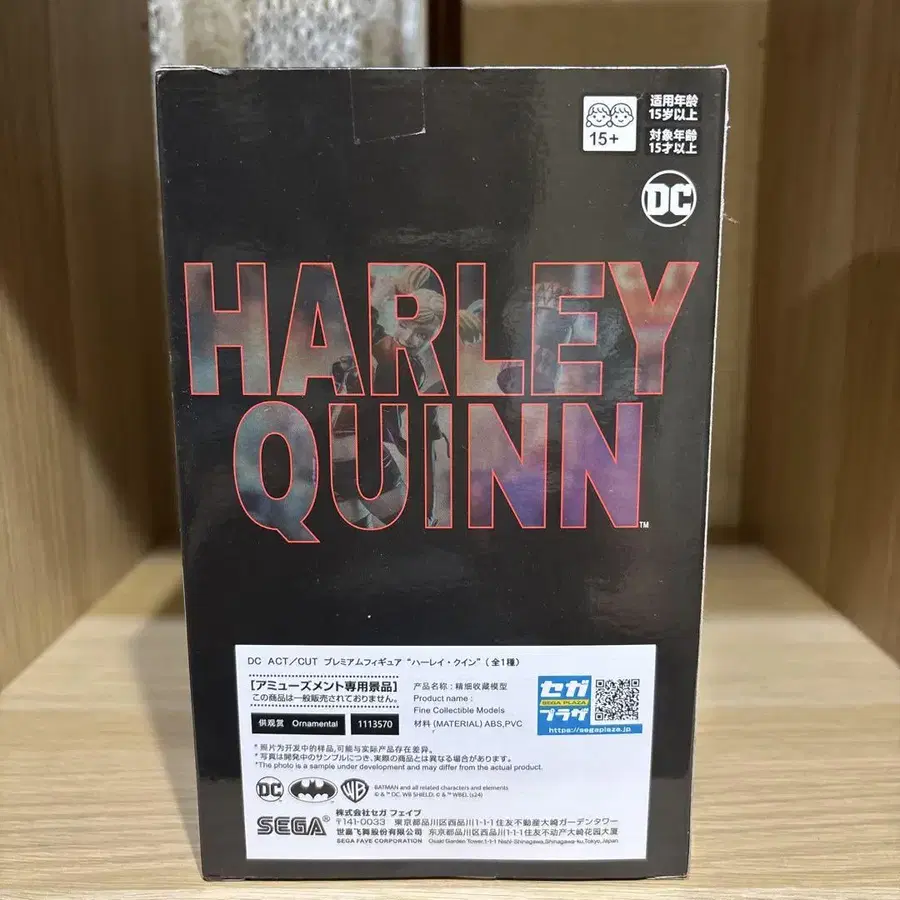 15+
适用年龄
15岁以上
対象年齢
15才以上
DC
HARLEY
QUINN
TM
DC ACT/CUT プレミアムフィギュア "ハーレイ・クイン" (全1種)
[アミューズメント専用景品]
この商品は一般販売されておりません。
供观赏 Ornamental 1113570
产品名称:精细收藏模型
Product name:
Fine Collectible Models
材料 (MATERIAL) ABS,PVC
セガ
SEGA PLAZA
プラザ
https://segaplaza.jp
*照片为开发中的样品,可能与实际产品存在差异。
*写真は開発中のサンプルにつき、実際の商品とは異なる場合がございます。
*The photo is a sample under development and may differ from the actual product.
DC
WB
BATMAN and all related characters and elements
© & ™ DC. WB SHIELD: © & ™ WBEI. (s24)
SEGA®
株式会社セガ フェイブ
〒141-0033 東京都品川区西品川1-1-1住友不動産大崎ガーデンタワー
世嘉飞舞股份有限公司 东京都品川区西品川1-1-1住友不动产大崎花园大厦
SEGA FAVE CORPORATION Osaki Garden Tower,1-1-1 Nishi-Shinagawa,Shinagawa-ku,Tokyo,Japan